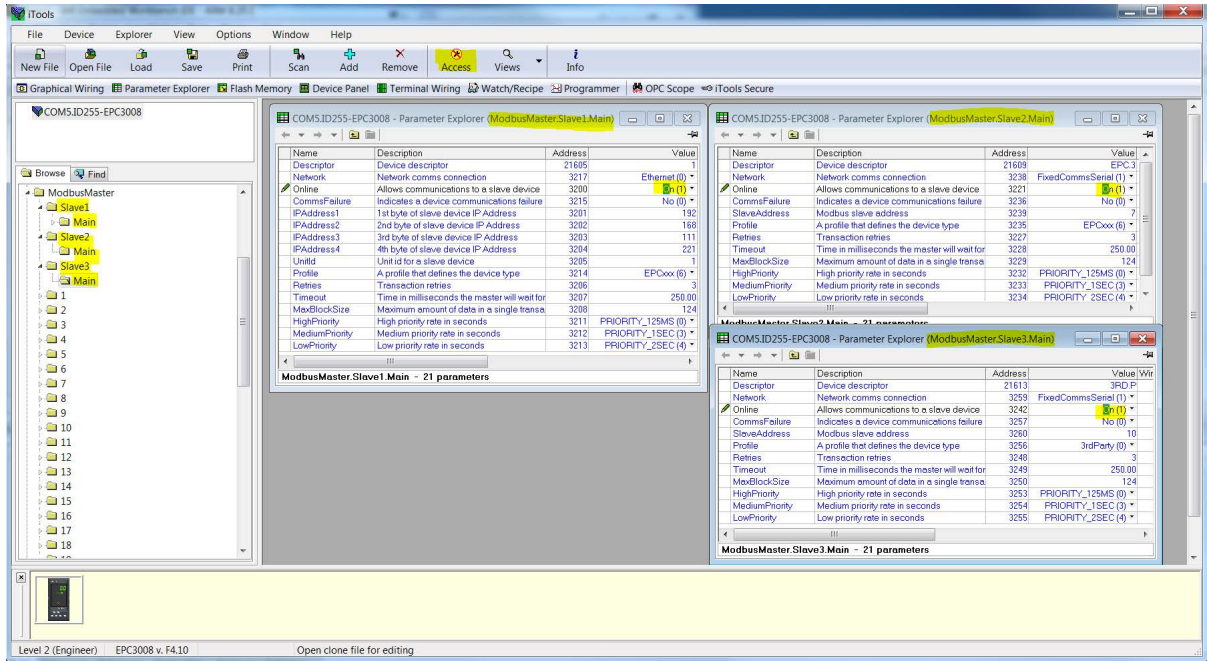 iTools
File Device Explorer View Options Window Help
New File Open File Load Save Print Scan Add Remove Access Views Info
Graphical Wiring Parameter Explorer Flash Memory Device Panel Terminal Wiring Watch/Recipe Programmer OPC Scope iTools Secure
COM5.ID255-EPC3008
Browse Find
ModbusMaster
Slave1
Main
Slave2
Main
Slave3
Main
1
2
3
4
5
6
7
8
9
10
11
12
13
14
15
16
17
18
COM5.ID255-EPC3008 - Parameter Explorer (ModbusMaster.Slave1.Main)
Name Description Address Value
Descriptor Device descriptor 21605 1
Network Network comms connection 3217 Ethernet (0)
Online Allows communications to a slave device 3200 On (1)
CommsFailure Indicates a device communications failure 3215 No (0)
IPAddress1 1st byte of slave device IP Address 3201 192
IPAddress2 2nd byte of slave device IP Address 3202 168
IPAddress3 3rd byte of slave device IP Address 3203 111
IPAddress4 4th byte of slave device IP Address 3204 221
UnitId Unit id for a slave device 3205 1
Profile A profile that defines the device type 3214 EPCxxx (6)
Retries Transaction retries 3206 3
Timeout Time in milliseconds the master will wait for 3207 250.00
MaxBlockSize Maximum amount of data in a single transa 3208 124
HighPriority High priority rate in seconds 3211 PRIORITY_125MS (0)
MediumPriority Medium priority rate in seconds 3212 PRIORITY_1SEC (3)
LowPriority Low priority rate in seconds 3213 PRIORITY_2SEC (4)
ModbusMaster.Slave1.Main - 21 parameters
COM5.ID255-EPC3008 - Parameter Explorer (ModbusMaster.Slave2.Main)
Name Description Address Value
Descriptor Device descriptor 21609 EPC.3
Network Network comms connection 3238 FixedCommsSerial (1)
Online Allows communications to a slave device 3221 On (1)
CommsFailure Indicates a device communications failure 3236 No (0)
SlaveAddress Modbus slave address 3239 7
Profile A profile that defines the device type 3235 EPCxxx (6)
Retries Transaction retries 3227 3
Timeout Time in milliseconds the master will wait for 3228 250.00
MaxBlockSize Maximum amount of data in a single transa 3229 124
HighPriority High priority rate in seconds 3232 PRIORITY_125MS (0)
MediumPriority Medium priority rate in seconds 3233 PRIORITY_1SEC (3)
LowPriority Low priority rate in seconds 3234 PRIORITY_2SEC (4)
ModbusMaster.Slave2.Main - 21 parameters
COM5.ID255-EPC3008 - Parameter Explorer (ModbusMaster.Slave3.Main)
Name Description Address Value Wir
Descriptor Device descriptor 21613 3RD.P
Network Network comms connection 3259 FixedCommsSerial (1)
Online Allows communications to a slave device 3242 On (1)
CommsFailure Indicates a device communications failure 3257 No (0)
SlaveAddress Modbus slave address 3260 10
Profile A profile that defines the device type 3256 3rdParty (0)
Retries Transaction retries 3248 3
Timeout Time in milliseconds the master will wait for 3249 250.00
MaxBlockSize Maximum amount of data in a single transa 3250 124
HighPriority High priority rate in seconds 3253 PRIORITY_125MS (0)
MediumPriority Medium priority rate in seconds 3254 PRIORITY_1SEC (3)
LowPriority Low priority rate in seconds 3255 PRIORITY_2SEC (4)
ModbusMaster.Slave3.Main - 21 parameters
Level 2 (Engineer) EPC3008 v. F4.10 Open clone file for editing